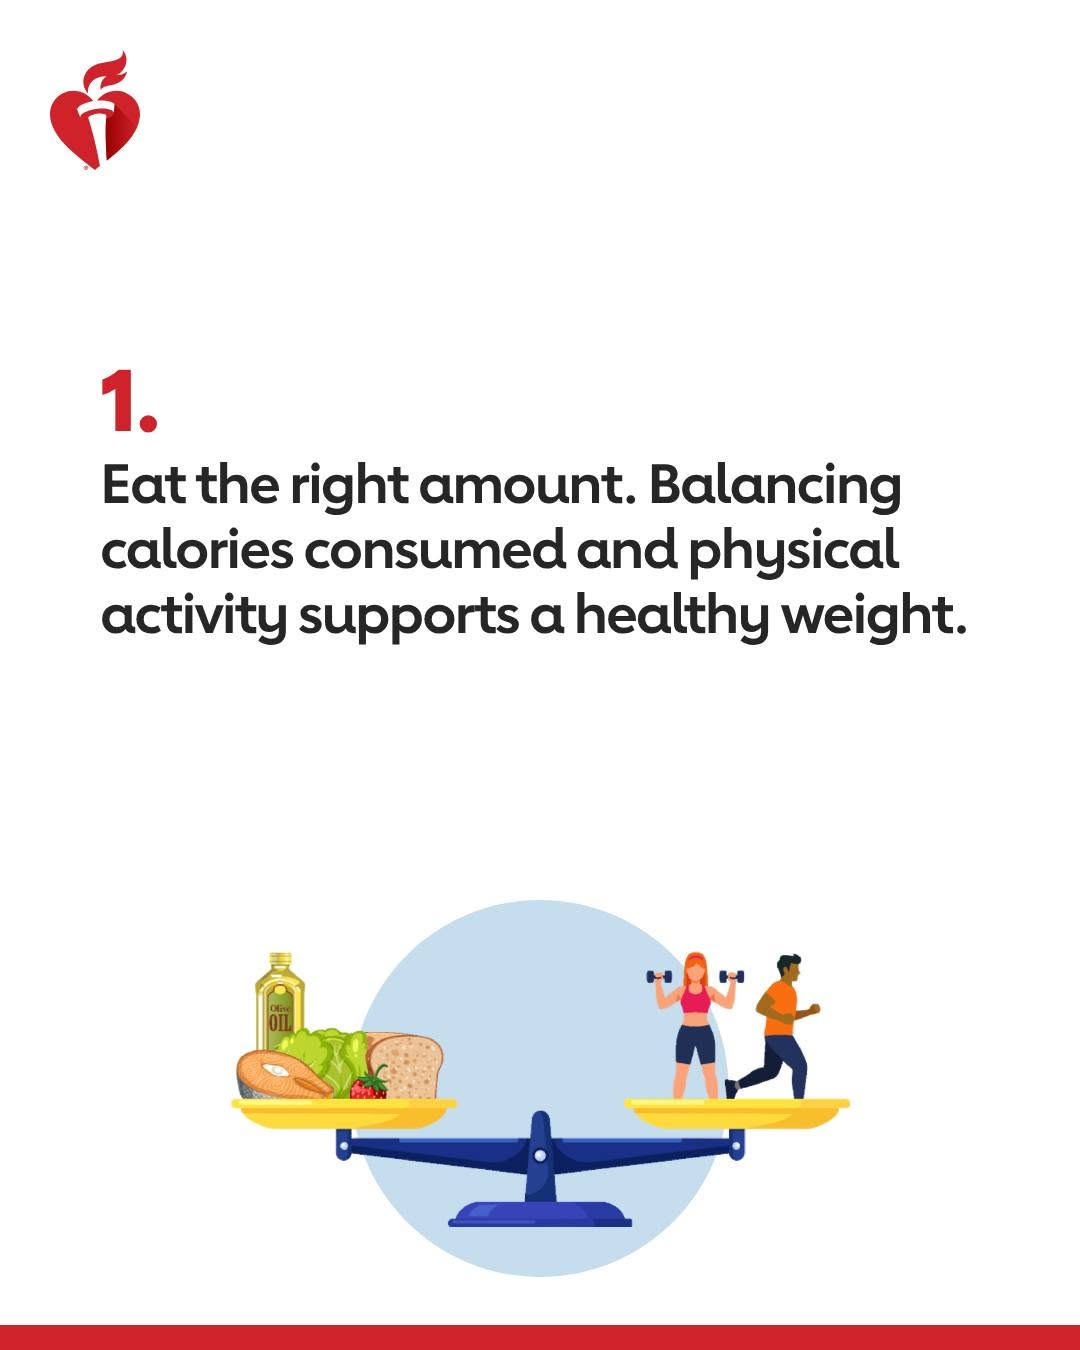 1.
Eat the right amount. Balancing
calories consumed and physical
activity supports a healthy weight.
Olive
OIL